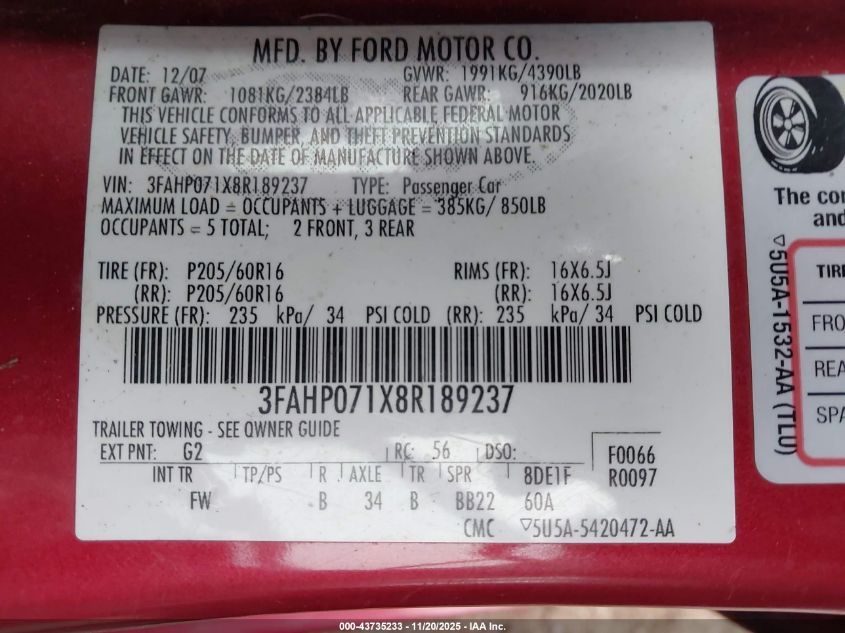 MFD. BY FORD MOTOR CO.
DATE: 12/07 GVWR: 1991KG/4390LB
FRONT GAWR: 1081KG/2384LB REAR GAWR: 916KG/2020LB
THIS VEHICLE CONFORMS TO ALL APPLICABLE FEDERAL MOTOR
VEHICLE SAFETY, BUMPER, AND THEFT PREVENTION STANDARDS
IN EFFECT ON THE DATE OF MANUFACTURE SHOWN ABOVE.
VIN: 3FAHP071X8R189237 TYPE: Passenger Car
MAXIMUM LOAD = OCCUPANTS + LUGGAGE = 385KG/ 850LB
OCCUPANTS = 5 TOTAL; 2 FRONT, 3 REAR
TIRE (FR): P205/60R16 RIMS (FR): 16X6.5J
(RR): P205/60R16 (RR): 16X6.5J
PRESSURE (FR): 235 kPa/ 34 PSI COLD (RR): 235 kPa/ 34 PSI COLD
3FAHP071X8R189237
TRAILER TOWING - SEE OWNER GUIDE
EXT PNT: G2 RC: 56 DSO: F0066
INT TR TP/PS R AXLE TR SPR 8DE1F R0097
FW B 34 B BB22 60A
CMC 5U5A-5420472-AA
The con
and
5U5A-1532-AA (TLU)
TIRE
FRO
REA
SPA
000-43735233 - 11/20/2025 - IAA Inc.